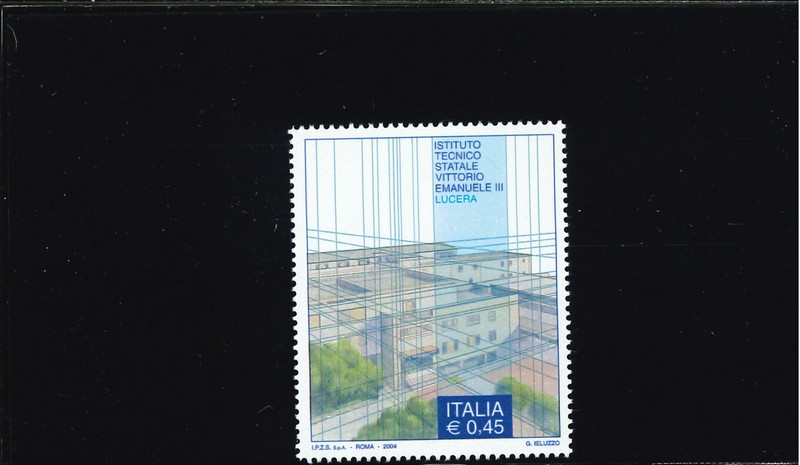 ISTITUTO
TECNICO
STATALE
VITTORIO
EMANUELE III
LUCERA
ITALIA
€ 0,45
I.P.Z.S. S.p.A. - ROMA - 2004
G. IELUZZO